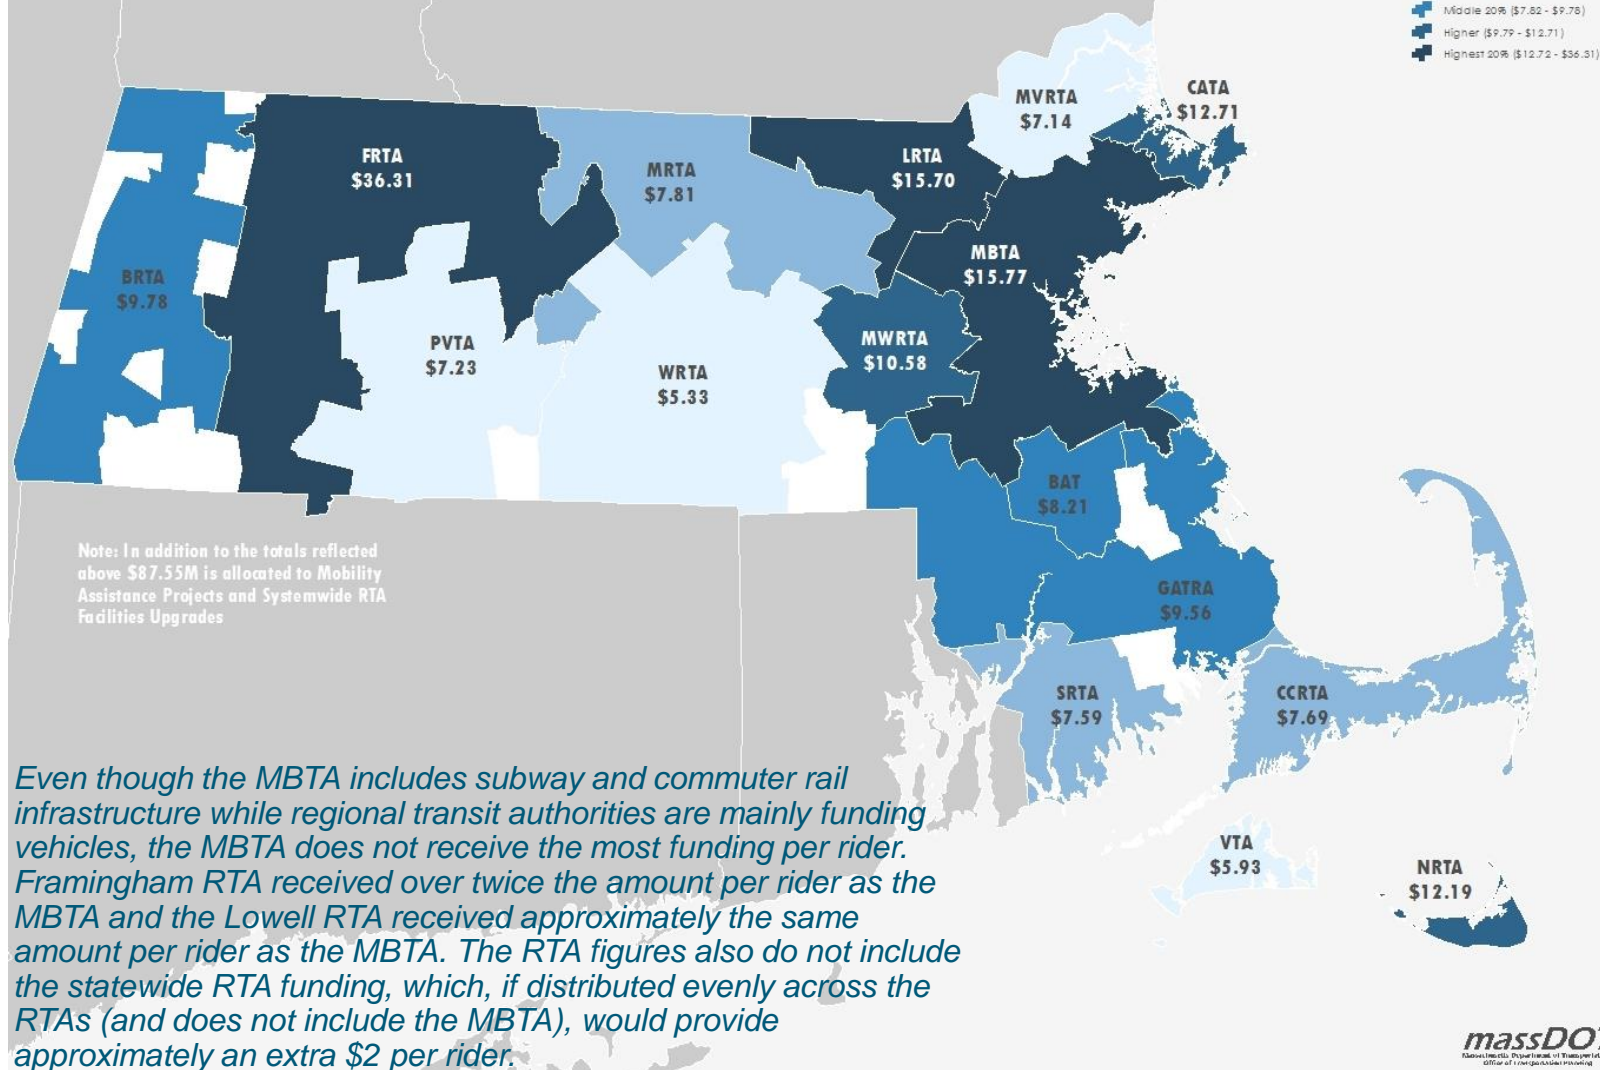 Middle 20% ($7.82 - $9.78)
Higher ($9.79 - $12.71)
Highest 20% ($12.72 - $36.31)
CATA
$12.71
MVRTA
$7.14
FRTA
$36.31
MRTA
$7.81
LRTA
$15.70
MBTA
$15.77
BRTA
$9.78
PVTA
$7.23
WRTA
$5.33
MWRTA
$10.58
BAT
$8.21
GATRA
$9.56
SRTA
$7.59
CCRTA
$7.69
VTA
$5.93
NRTA
$12.19
Note: In addition to the totals reflected
above $87.55M is allocated to Mobility
Assistance Projects and Systemwide RTA
Facilities Upgrades
Even though the MBTA includes subway and commuter rail
infrastructure while regional transit authorities are mainly funding
vehicles, the MBTA does not receive the most funding per rider.
Framingham RTA received over twice the amount per rider as the
MBTA and the Lowell RTA received approximately the same
amount per rider as the MBTA. The RTA figures also do not include
the statewide RTA funding, which, if distributed evenly across the
RTAs (and does not include the MBTA), would provide
approximately an extra $2 per rider.
massDOT
Massachusetts Department of Transportation
Office of Transportation Planning